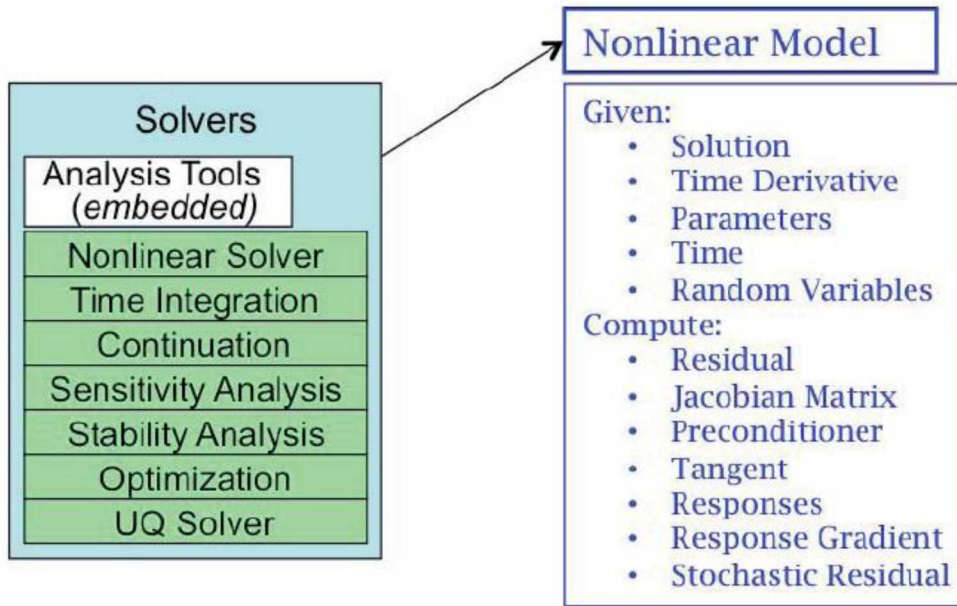 Solvers
Analysis Tools
(embedded)
Nonlinear Solver
Time Integration
Continuation
Sensitivity Analysis
Stability Analysis
Optimization
UQ Solver
Nonlinear Model
Given:
• Solution
• Time Derivative
• Parameters
• Time
• Random Variables
Compute:
• Residual
• Jacobian Matrix
• Preconditioner
• Tangent
• Responses
• Response Gradient
• Stochastic Residual